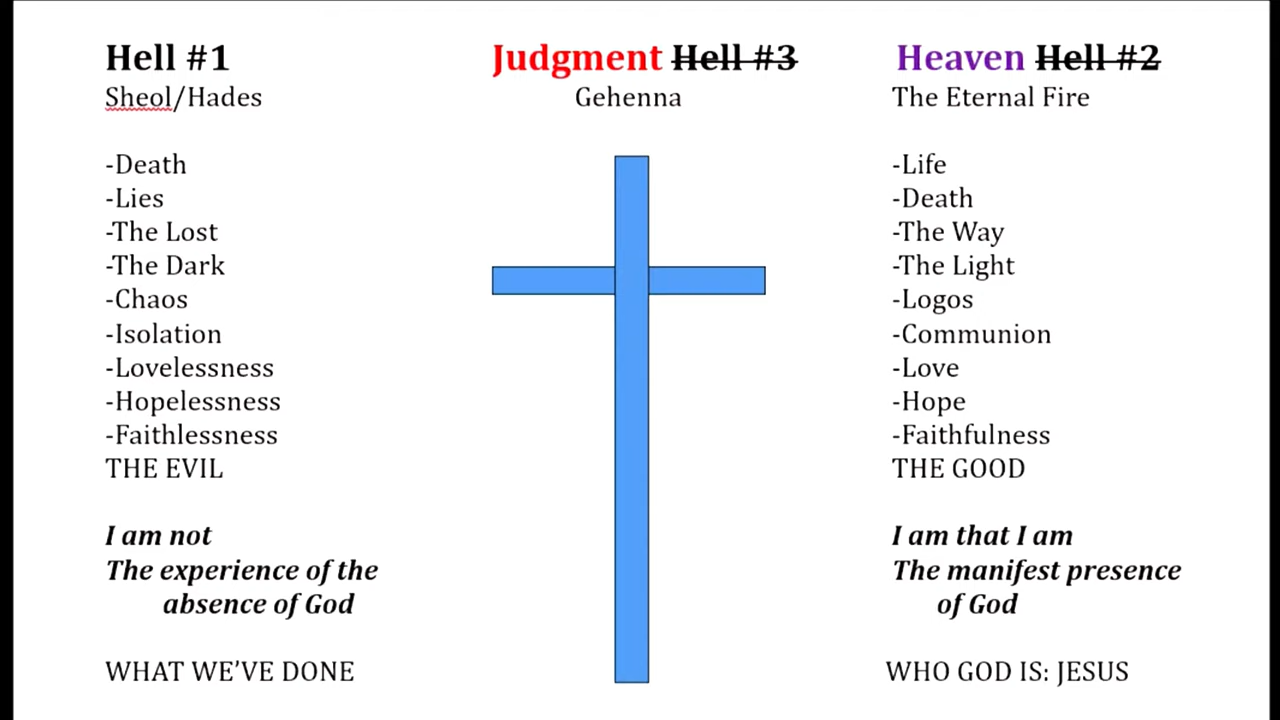 Hell #1
Sheol/Hades
-Death
-Lies
-The Lost
-The Dark
-Chaos
-Isolation
-Lovelessness
-Hopelessness
-Faithlessness
THE EVIL
I am not
The experience of the
absence of God
WHAT WE'VE DONE
Judgment Hell #3
Gehenna
Heaven Hell #2
The Eternal Fire
-Life
-Death
-The Way
-The Light
-Logos
-Communion
-Love
-Hope
-Faithfulness
THE GOOD
I am that I am
The manifest presence
of God
WHO GOD IS: JESUS